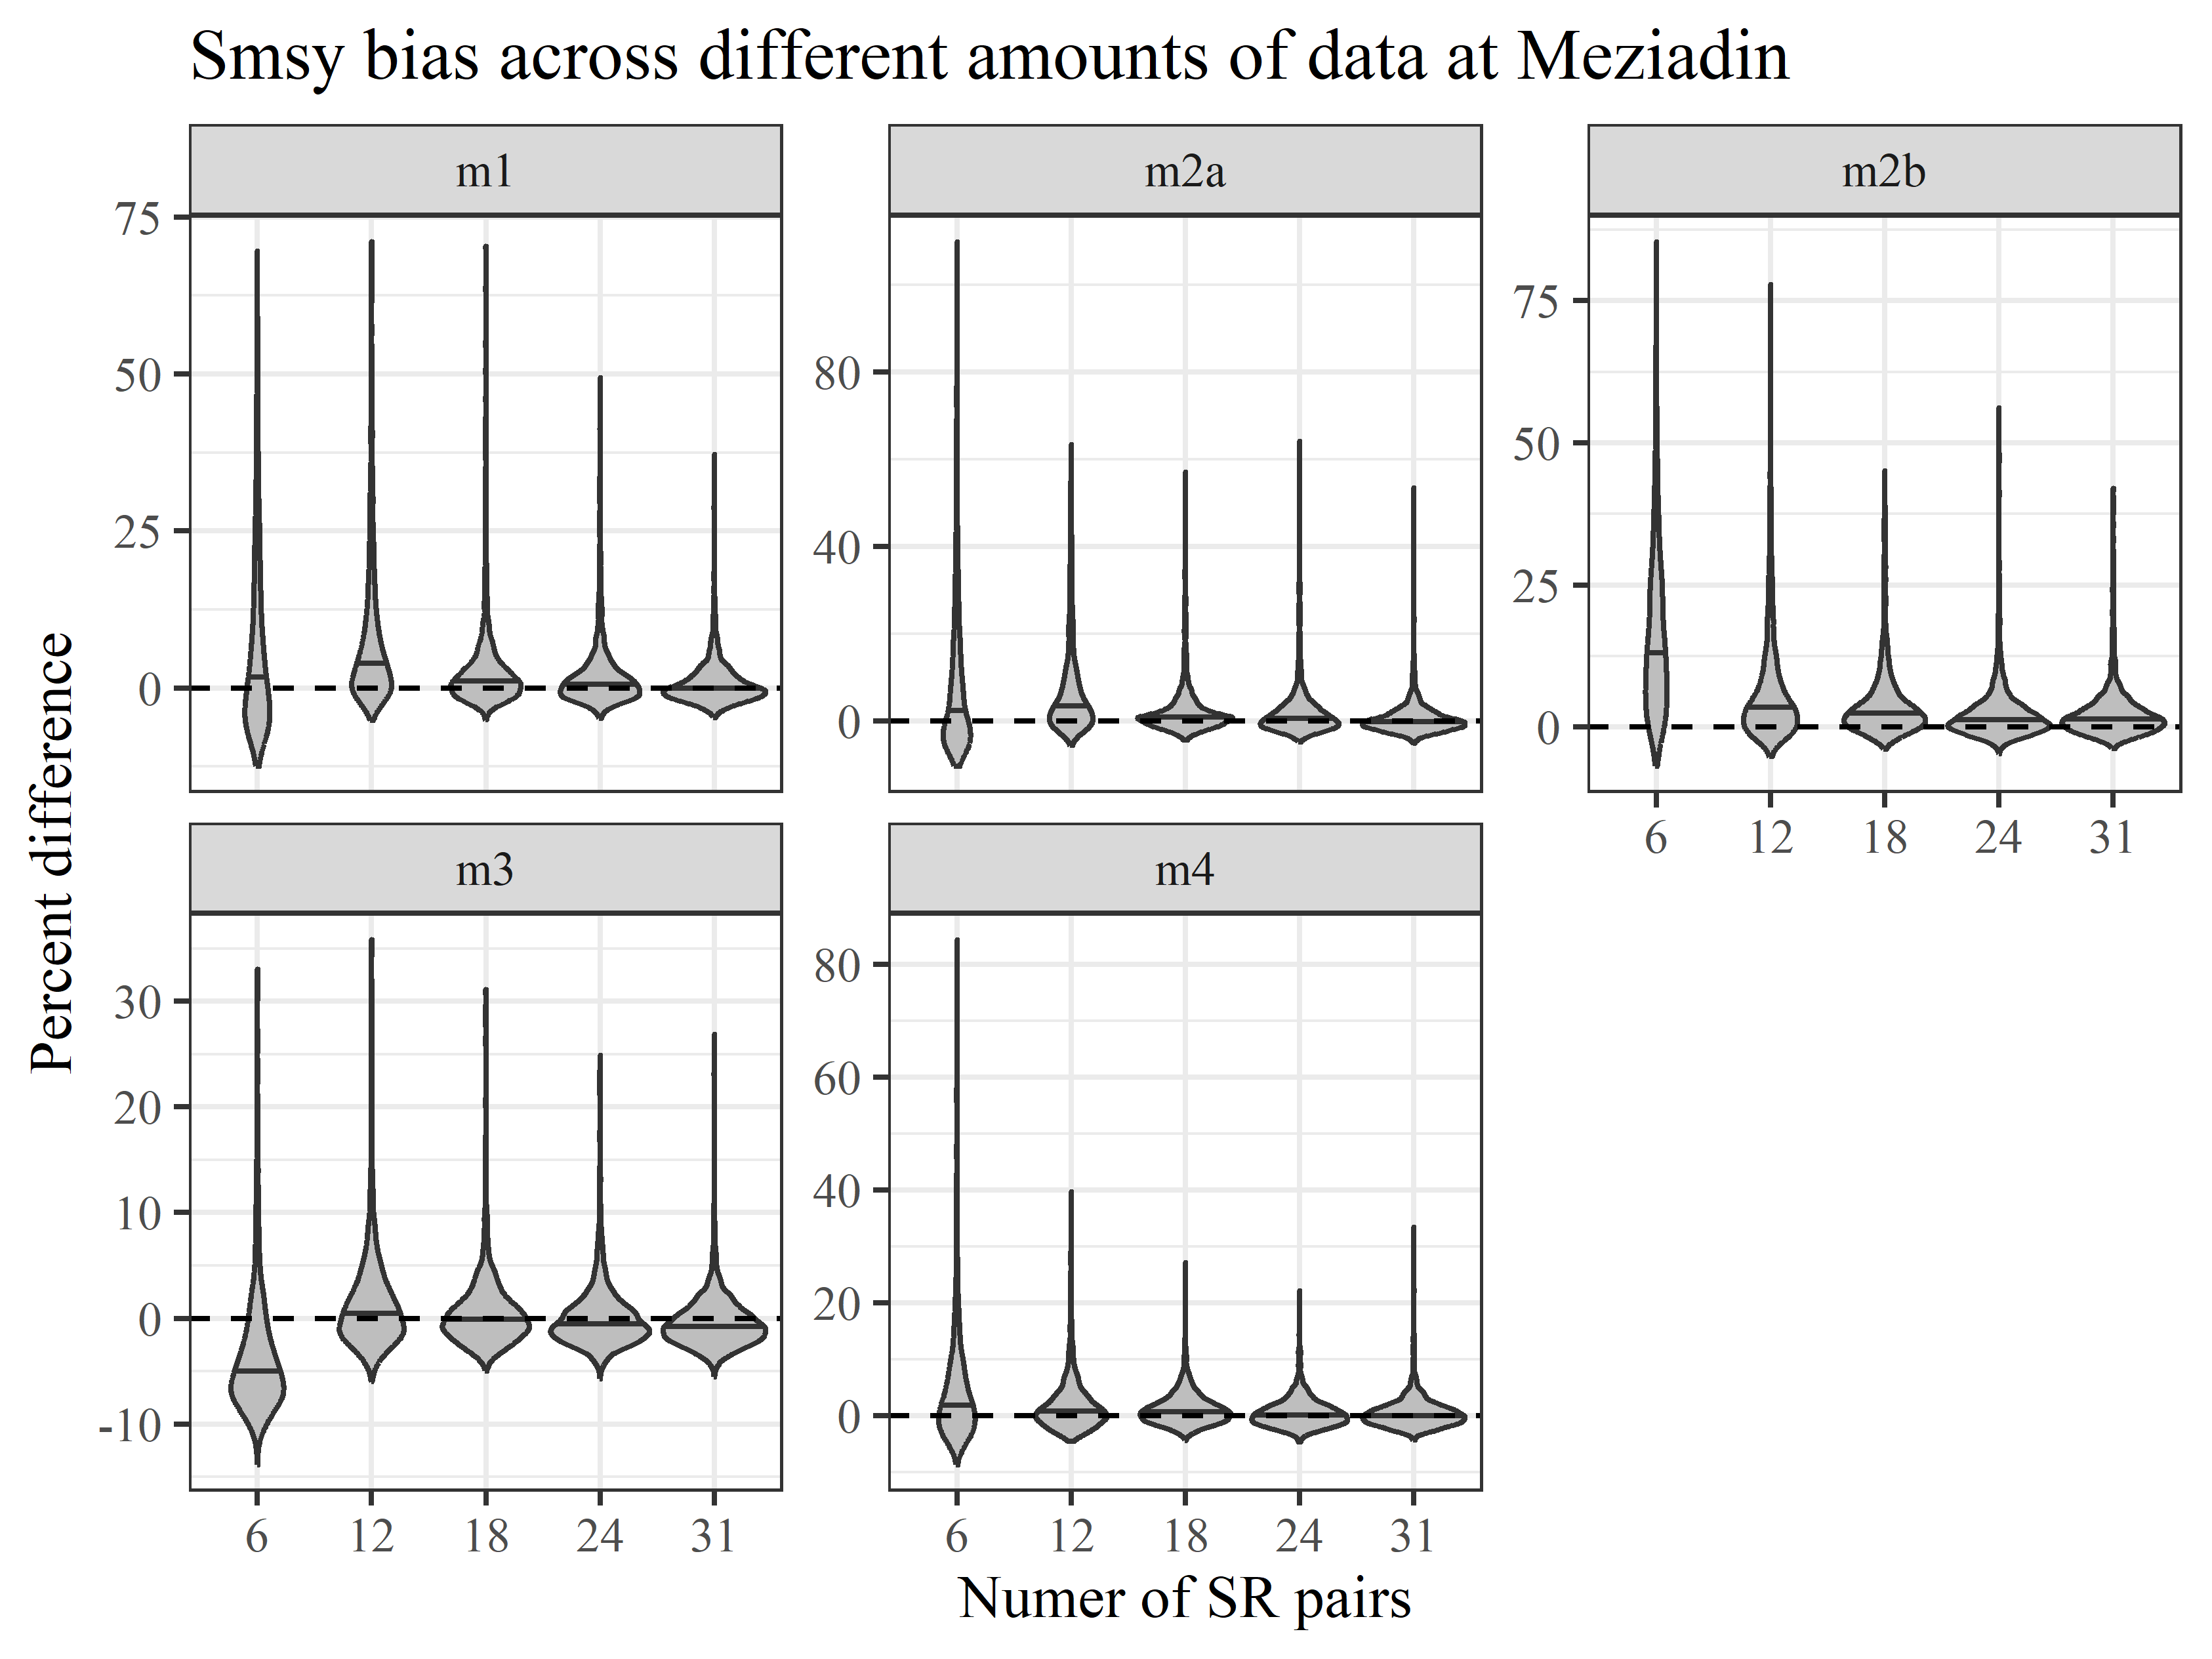 Smsy bias across different amounts of data at Meziadin
m1
m2a
m2b
75
50
25
0
80
40
0
75
50
25
0
6 12 18 24 31
Percent difference
m3
m4
30
20
10
0
-10
80
60
40
20
0
6 12 18 24 31
6 12 18 24 31
Numer of SR pairs